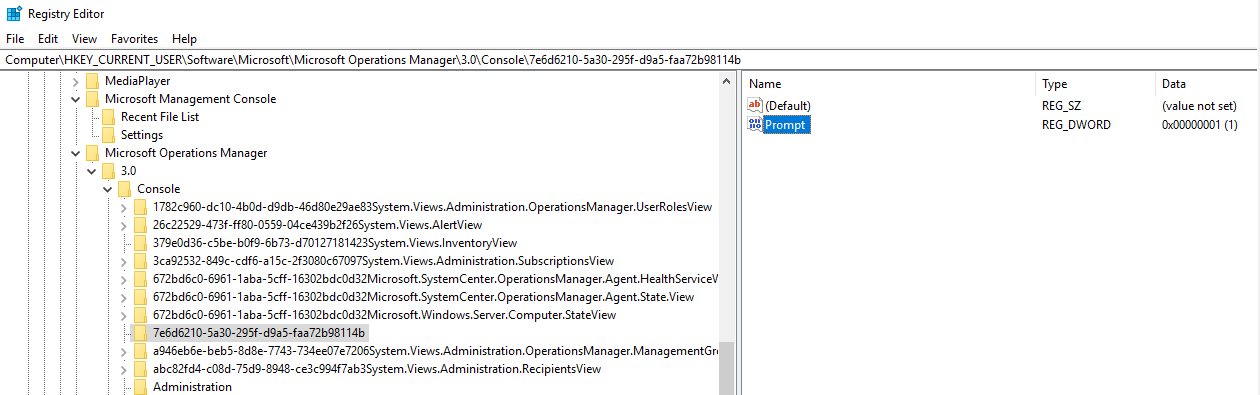 Registry Editor
File Edit View Favorites Help
Computer\HKEY_CURRENT_USER\Software\Microsoft\Microsoft Operations Manager\3.0\Console\7e6d6210-5a30-295f-d9a5-faa72b98114b
MediaPlayer
Microsoft Management Console
Recent File List
Settings
Microsoft Operations Manager
3.0
Console
1782c960-dc10-4b0d-d9db-46d80e29ae83System.Views.Administration.OperationsManager.UserRolesView
26c22529-473f-ff80-0559-04ce439b2f26System.Views.AlertView
379e0d36-c5be-b0f9-6b73-d70127181423System.Views.InventoryView
3ca92532-849c-cdf6-a15c-2f3080c67097System.Views.Administration.SubscriptionsView
672bd6c0-6961-1aba-5cff-16302bdc0d32Microsoft.SystemCenter.OperationsManager.Agent.HealthServiceW
672bd6c0-6961-1aba-5cff-16302bdc0d32Microsoft.SystemCenter.OperationsManager.Agent.State.View
672bd6c0-6961-1aba-5cff-16302bdc0d32Microsoft.Windows.Server.Computer.StateView
7e6d6210-5a30-295f-d9a5-faa72b98114b
a946eb6e-beb5-8d8e-7743-734ee07e7206System.Views.Administration.OperationsManager.ManagementGro
abc82fd4-c08d-75d9-8948-ce3c994f7ab3System.Views.Administration.RecipientsView
Administration
Name Type Data
(Default) REG_SZ (value not set)
Prompt REG_DWORD 0x00000001 (1)